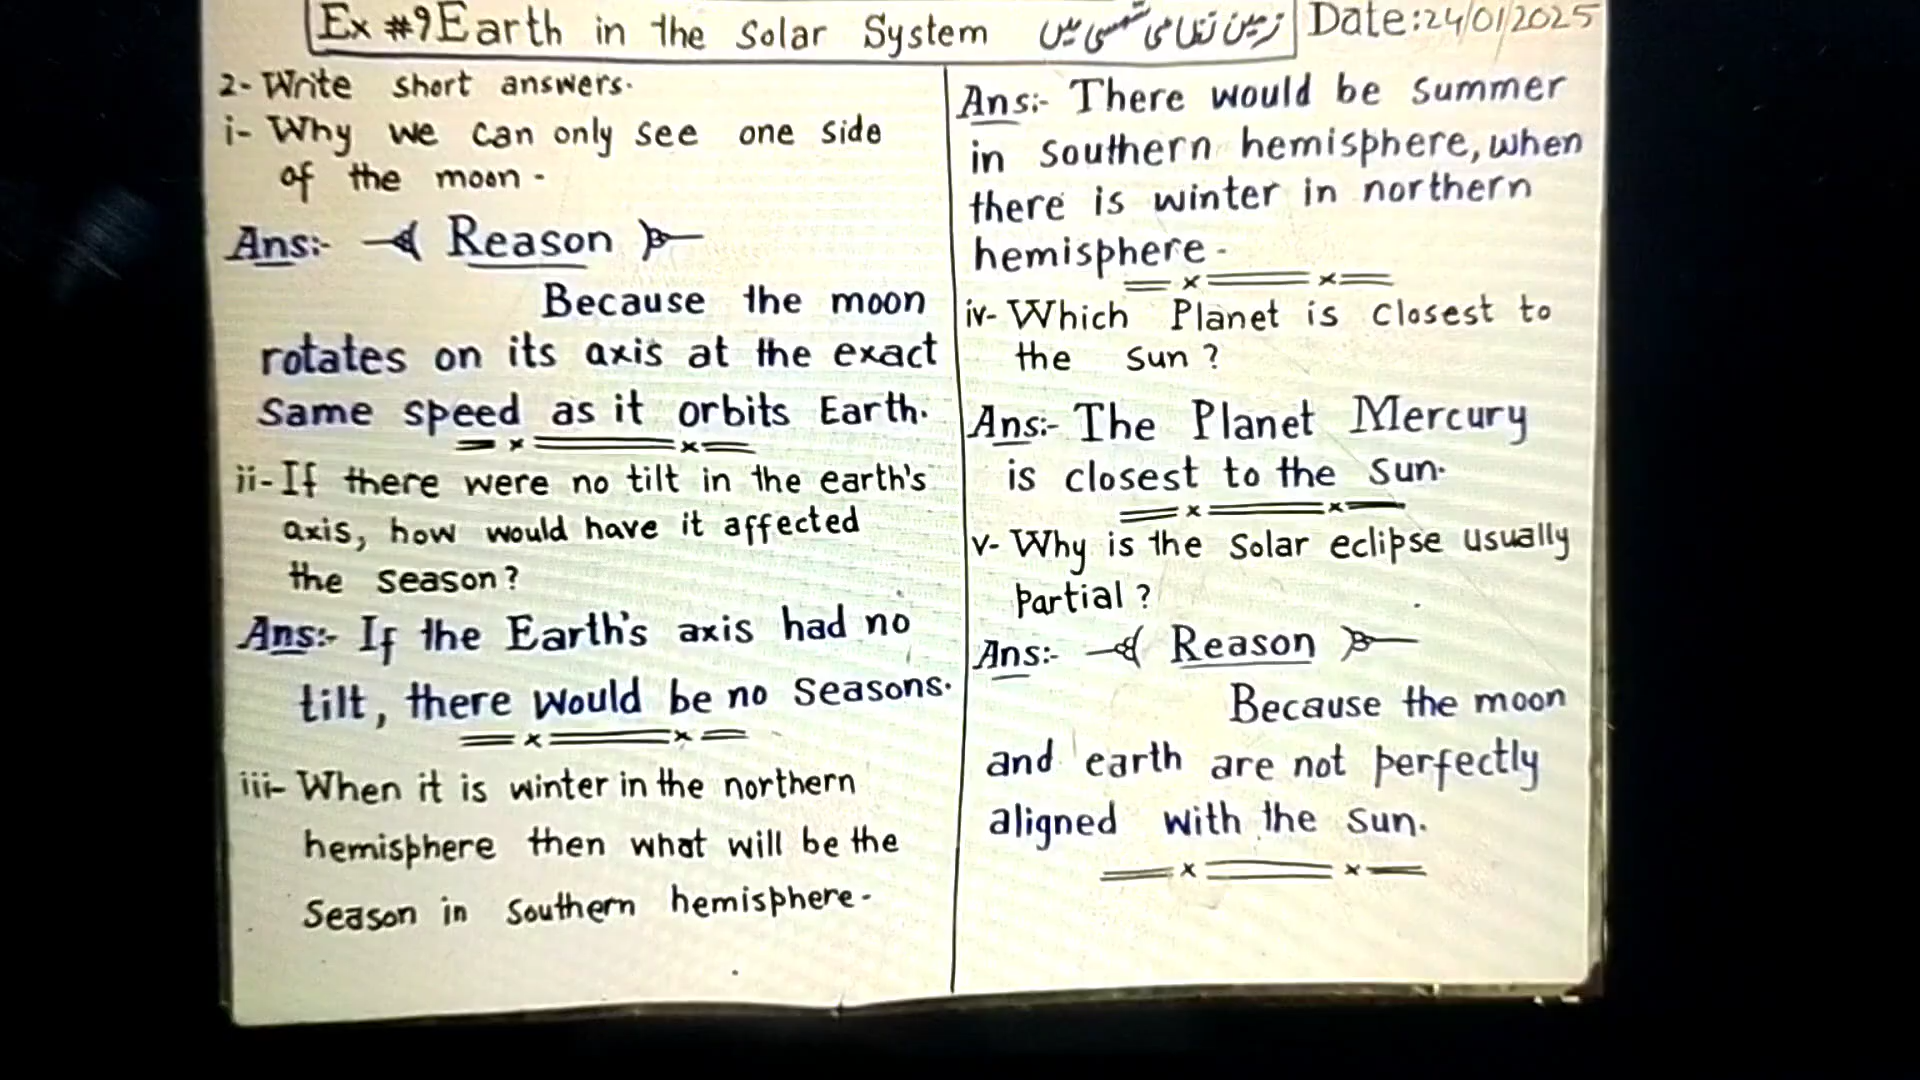 Ex #9 Earth in the Solar System زمین نظام شمسی میں Date:24/01/2025
2- Write short answers.
i- Why we can only see one side
of the moon -
Ans:- Reason
Because the moon
rotates on its axis at the exact
Same speed as it orbits Earth.
ii- If there were no tilt in the earth's
axis, how would have it affected
the season?
Ans:- If the Earth's axis had no
tilt, there would be no Seasons.
iii- When it is winter in the northern
hemisphere then what will be the
Season in Southern hemisphere-
Ans:- There would be Summer
in Southern hemisphere, when
there is winter in northern
hemisphere -
iv- Which Planet is closest to
the Sun?
Ans:- The Planet Mercury
is closest to the Sun.
v- Why is the Solar eclipse usually
partial?
Ans:- Reason
Because the moon
and earth are not perfectly
aligned with the Sun.